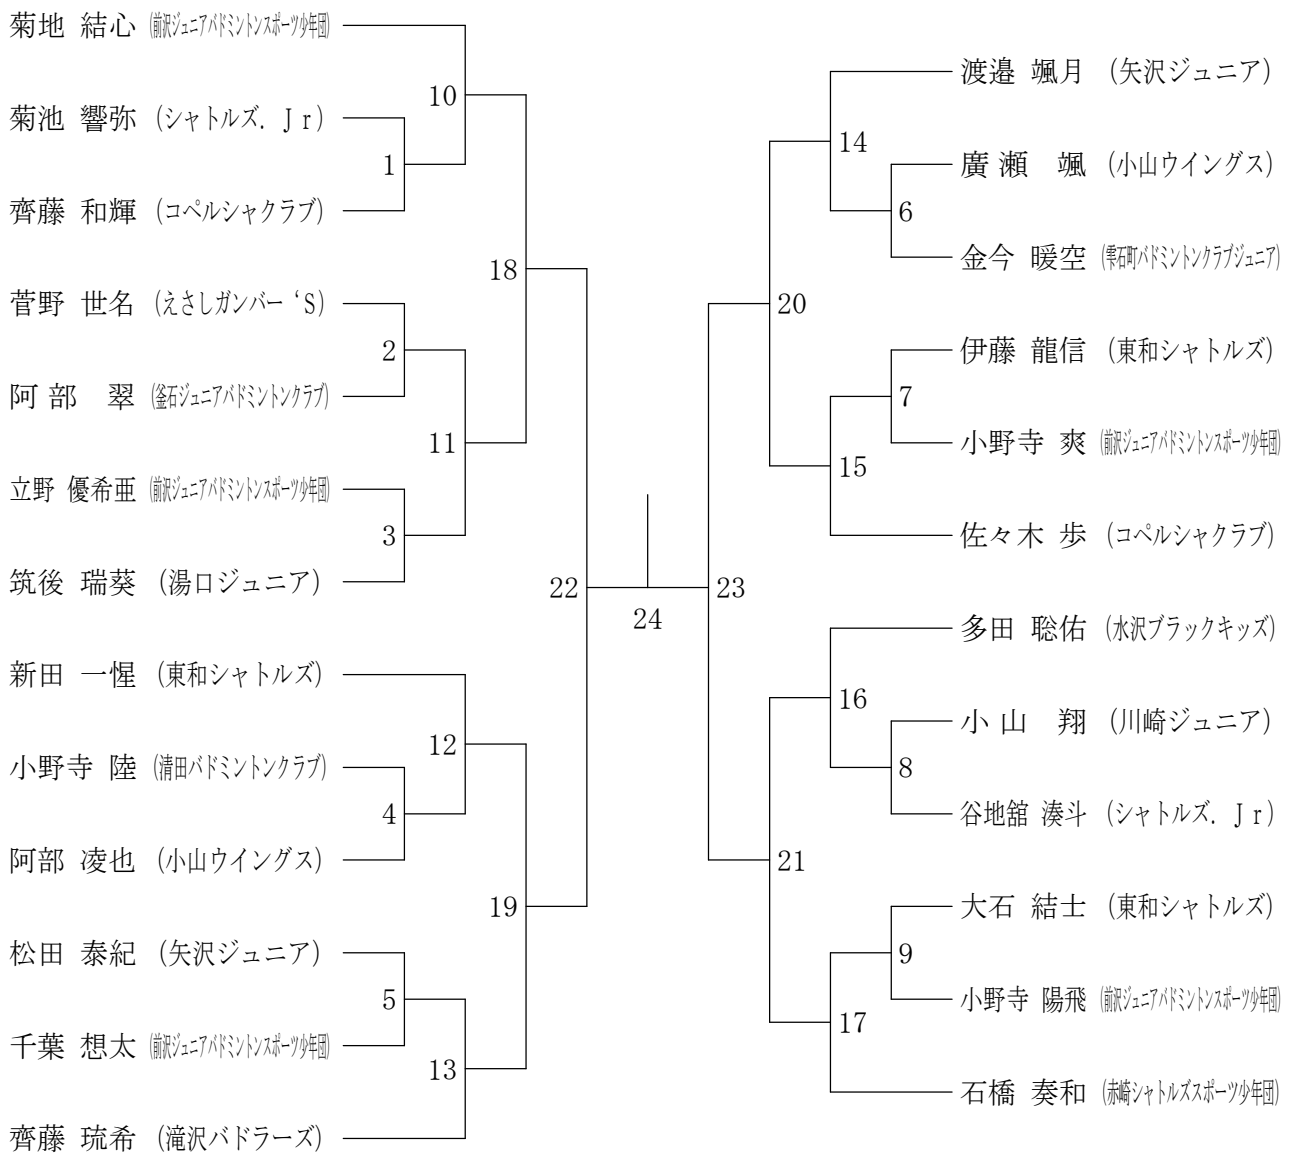 菊地 結心 (前沢ジュニアバドミントンスポーツ少年団)
菊池 響弥 (シャトルズ．Ｊｒ)
齊藤 和輝 (コペルシャクラブ)
菅野 世名 (えさしガンバー‘S)
阿部 翠 (釜石ジュニアバドミントンクラブ)
立野 優希亜 (前沢ジュニアバドミントンスポーツ少年団)
筑後 瑞葵 (湯口ジュニア)
新田 一惺 (東和シャトルズ)
小野寺 陸 (清田バドミントンクラブ)
阿部 凌也 (小山ウイングス)
松田 泰紀 (矢沢ジュニア)
千葉 想太 (前沢ジュニアバドミントンスポーツ少年団)
齊藤 琉希 (滝沢バドラーズ)
10
1
18
2
11
3
22
12
4
19
5
13
24
23
14
6
20
7
15
16
8
21
9
17
渡邉 颯月 (矢沢ジュニア)
廣瀬 颯 (小山ウイングス)
金今 暖空 (雫石町バドミントンクラブジュニア)
伊藤 龍信 (東和シャトルズ)
小野寺 爽 (前沢ジュニアバドミントンスポーツ少年団)
佐々木 歩 (コペルシャクラブ)
多田 聡佑 (水沢ブラックキッズ)
小山 翔 (川崎ジュニア)
谷地舘 湊斗 (シャトルズ．Ｊｒ)
大石 結士 (東和シャトルズ)
小野寺 陽飛 (前沢ジュニアバドミントンスポーツ少年団)
石橋 奏和 (赤崎シャトルズスポーツ少年団)